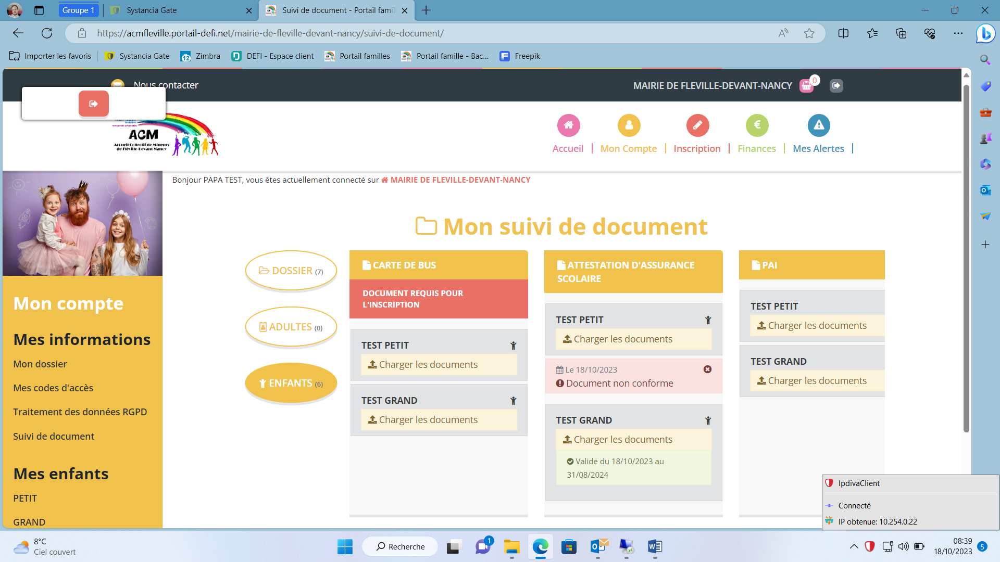 Groupe 1
Systancia Gate
Suivi de document - Portail famil
https://acmfleville.portail-defi.net/mairie-de-fleville-devant-nancy/suivi-de-document/
Importer les favoris
Systancia Gate
Zimbra
DEFI - Espace client
Portail familles
Portail famille - Bac...
Freepik
Nous contacter
MAIRIE DE FLEVILLE-DEVANT-NANCY
0
ACM
Accueil Collectif de Mineurs
de Fléville-Devant-Nancy
Accueil
Mon Compte
Inscription
Finances
Mes Alertes
Bonjour PAPA TEST, vous êtes actuellement connecté sur MAIRIE DE FLEVILLE-DEVANT-NANCY
Mon suivi de document
DOSSIER (7)
ADULTES (0)
ENFANTS (6)
CARTE DE BUS
DOCUMENT REQUIS POUR
L'INSCRIPTION
TEST PETIT
Charger les documents
TEST GRAND
Charger les documents
ATTESTATION D'ASSURANCE
SCOLAIRE
TEST PETIT
Charger les documents
Le 18/10/2023
Document non conforme
TEST GRAND
Charger les documents
Valide du 18/10/2023 au
31/08/2024
PAI
TEST PETIT
Charger les documents
TEST GRAND
Charger les documents
Mon compte
Mes informations
Mon dossier
Mes codes d'accès
Traitement des données RGPD
Suivi de document
Mes enfants
PETIT
GRAND
IpdivaClient
Connecté
IP obtenue: 10.254.0.22
8°C
Ciel couvert
Recherche
1
08:39
18/10/2023
5